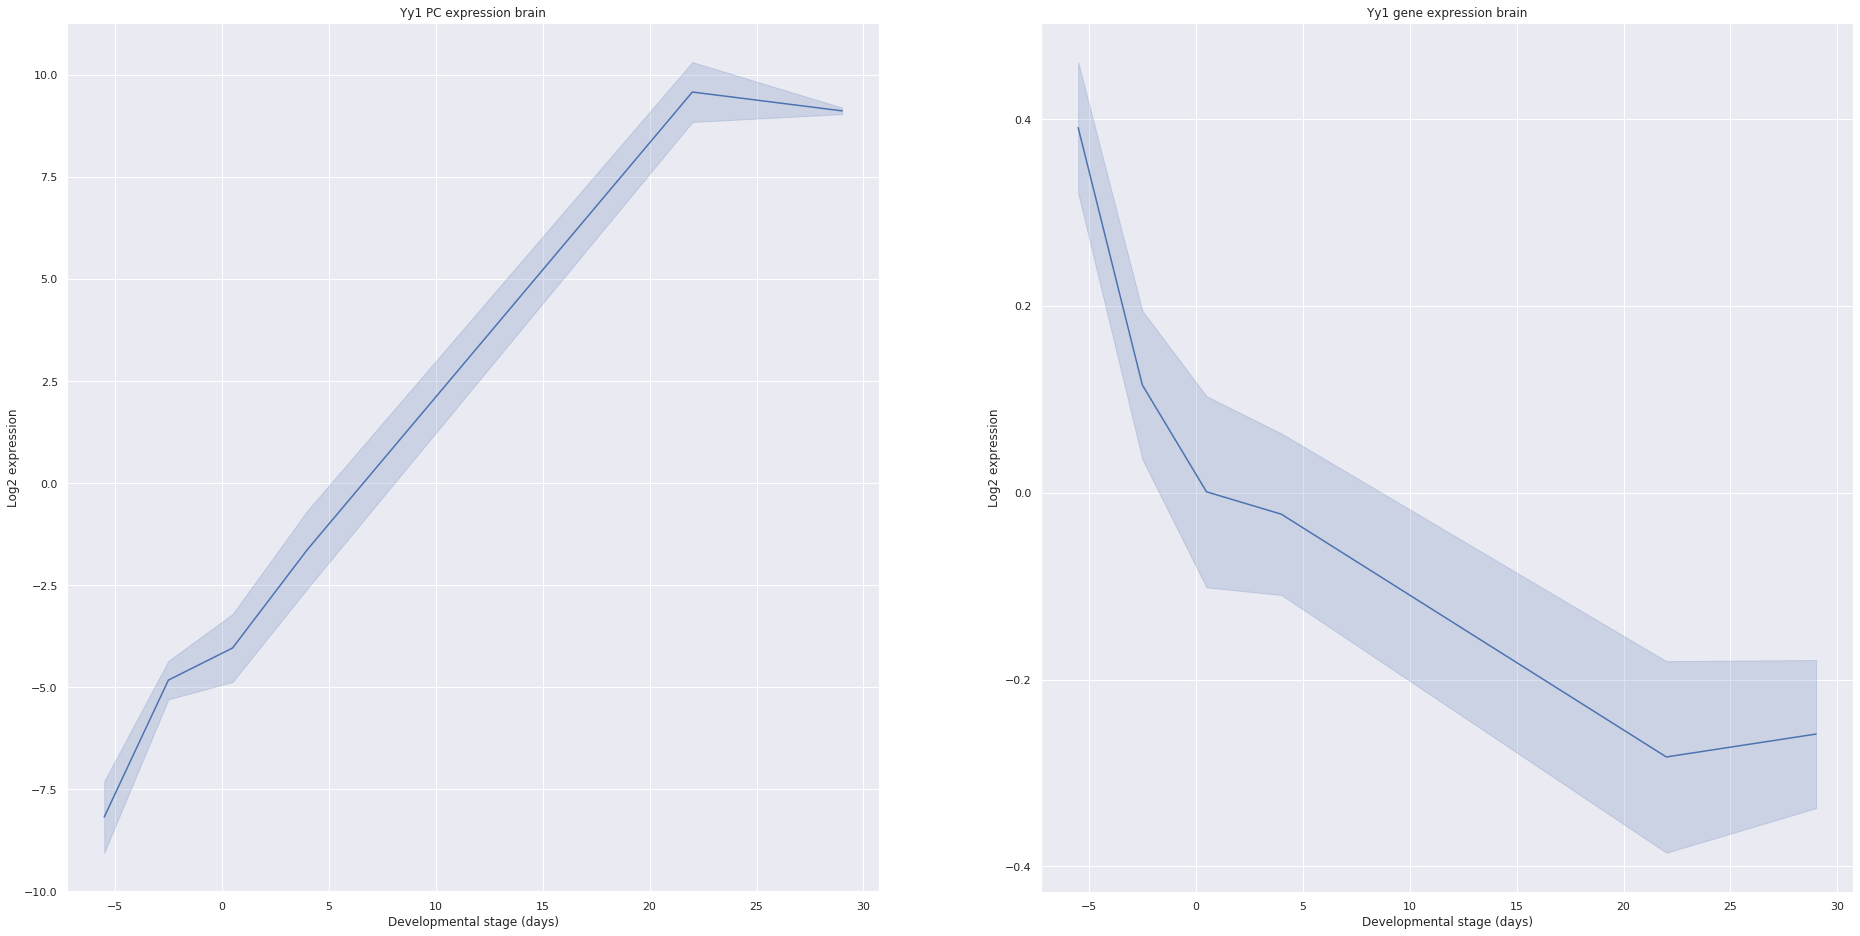 Yy1 PC expression brain
Log2 expression
10.0
7.5
5.0
2.5
0.0
−2.5
−5.0
−7.5
−10.0
−5 0 5 10 15 20 25 30
Developmental stage (days)
Yy1 gene expression brain
Log2 expression
0.4
0.2
0.0
−0.2
−0.4
−5 0 5 10 15 20 25 30
Developmental stage (days)